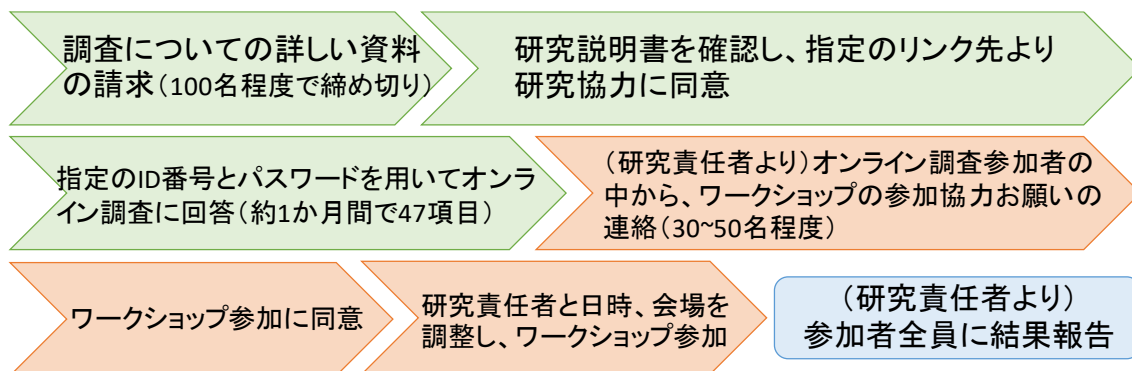 調査についての詳しい資料
の請求（100名程度で締め切り）
研究説明書を確認し、指定のリンク先より
研究協力に同意
指定のID番号とパスワードを用いてオンラ
イン調査に回答（約1か月間で47項目）
（研究責任者より）オンライン調査参加者の
中から、ワークショップの参加協力お願いの
連絡（30~50名程度）
ワークショップ参加に同意
研究責任者と日時、会場を
調整し、ワークショップ参加
（研究責任者より）
参加者全員に結果報告